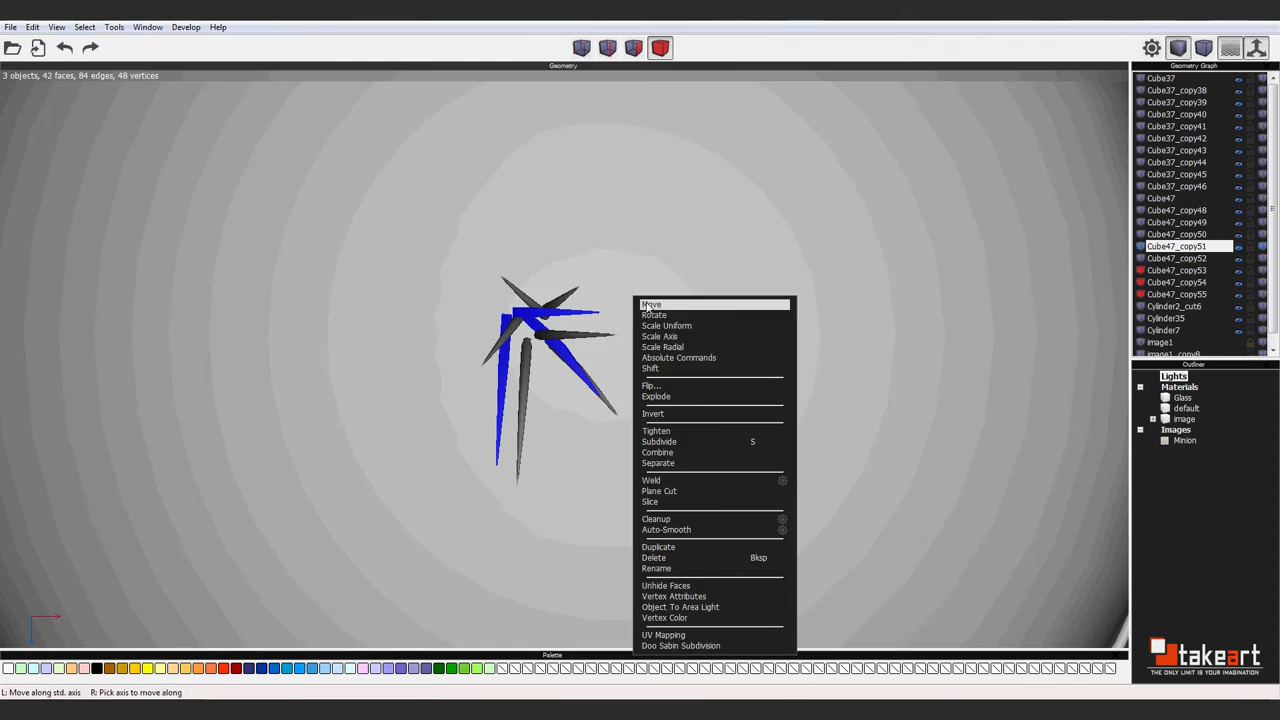 File Edit View Select Tools Window Develop Help
Geometry
Geometry Graph
3 objects, 42 faces, 84 edges, 48 vertices
Cube37
Cube37_copy38
Cube37_copy39
Cube37_copy40
Cube37_copy41
Cube37_copy42
Cube37_copy43
Cube37_copy44
Cube37_copy45
Cube37_copy46
Cube47
Cube47_copy48
Cube47_copy49
Cube47_copy50
Cube47_copy51
Cube47_copy52
Cube47_copy53
Cube47_copy54
Cube47_copy55
Cylinder2_cut6
Cylinder35
Cylinder7
image1
image1_copy8
Move
Rotate
Scale Uniform
Scale Axis
Scale Radial
Absolute Commands
Shift
Flip...
Explode
Invert
Tighten
Subdivide S
Combine
Separate
Weld
Plane Cut
Slice
Cleanup
Auto-Smooth
Duplicate
Delete Bksp
Rename
Unhide Faces
Vertex Attributes
Object To Area Light
Vertex Color
UV Mapping
Doo Sabin Subdivision
Outliner
Lights
Materials
Glass
default
image
Images
Minion
takeart
THE ONLY LIMIT IS YOUR IMAGINATION
Palette
L: Move along std. axis R: Pick axis to move along